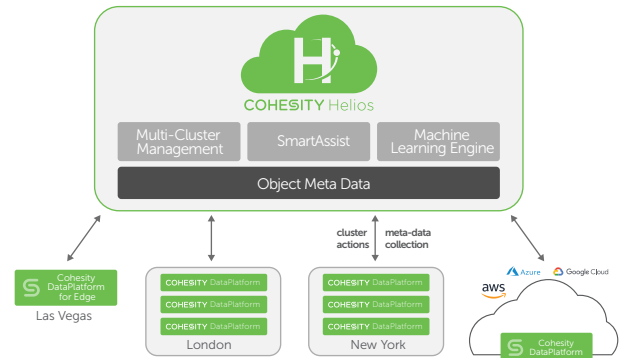 H
COHESITY Helios
Multi-Cluster
Management
SmartAssist
Machine
Learning Engine
Object Meta Data
cluster
actions
meta-data
collection
Cohesity
DataPlatform
for Edge
Las Vegas
COHESITY DataPlatform
COHESITY DataPlatform
COHESITY DataPlatform
London
COHESITY DataPlatform
COHESITY DataPlatform
COHESITY DataPlatform
New York
Azure
Google Cloud
aws
Cohesity
DataPlatform